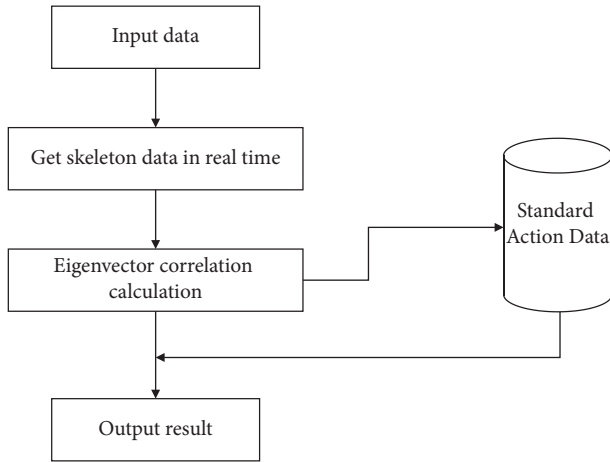 Input data
Get skeleton data in real time
Eigenvector correlation
calculation
Standard
Action Data
Output result